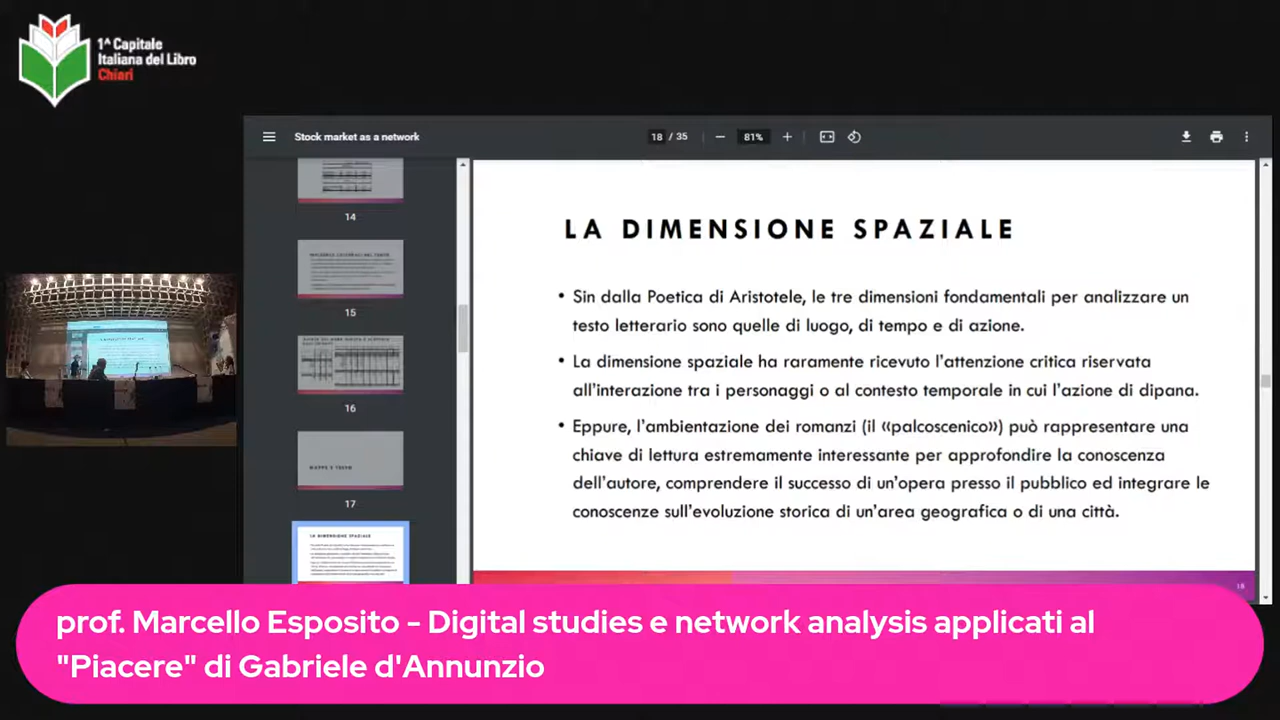 1^ Capitale
Italiana del Libro
Chiari
Stock market as a network
18 / 35
81%
14
15
16
MAPPE E TREND
17
LA DIMENSIONE SPAZIALE
LA DIMENSIONE SPAZIALE
• Sin dalla Poetica di Aristotele, le tre dimensioni fondamentali per analizzare un
testo letterario sono quelle di luogo, di tempo e di azione.
• La dimensione spaziale ha raramente ricevuto l'attenzione critica riservata
all'interazione tra i personaggi o al contesto temporale in cui l'azione di dipana.
• Eppure, l'ambientazione dei romanzi (il «palcoscenico») può rappresentare una
chiave di lettura estremamente interessante per approfondire la conoscenza
dell'autore, comprendere il successo di un'opera presso il pubblico ed integrare le
conoscenze sull'evoluzione storica di un'area geografica o di una città.
18
prof. Marcello Esposito - Digital studies e network analysis applicati al
"Piacere" di Gabriele d'Annunzio